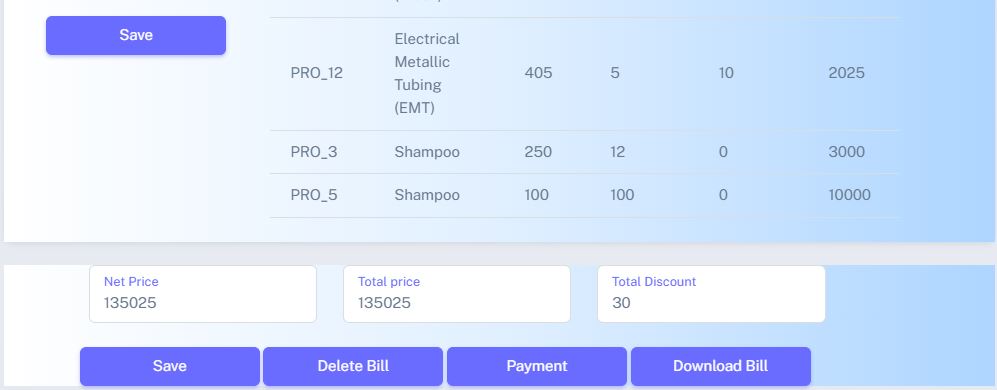 Save
Electrical
Metallic
PRO_12 405 5 10 2025
Tubing
(EMT)
PRO_3 Shampoo 250 12 0 3000
PRO_5 Shampoo 100 100 0 10000
Net Price Total price Total Discount
135025 135025 30
Save Delete Bill Payment Download Bill